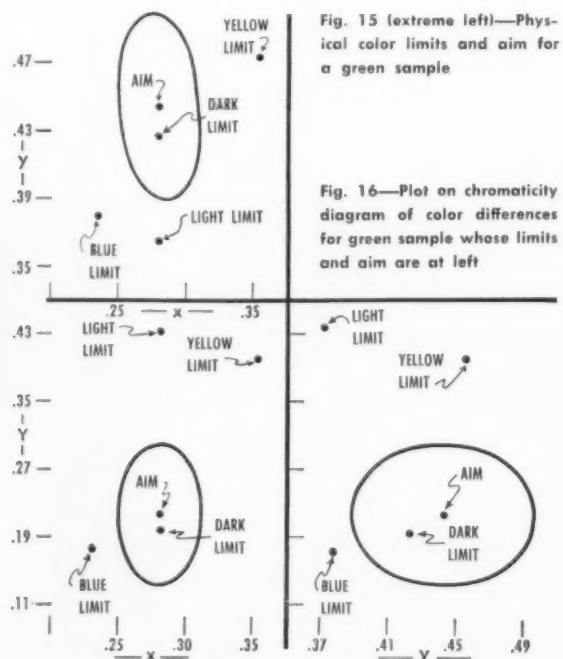 Fig. 15 (extreme left)—Phys-
ical color limits and aim for
a green sample
Fig. 16—Plot on chromaticity
diagram of color differences
for green sample whose limits
and aim are at left
YELLOW
LIMIT
.47
AIM
DARK
LIMIT
.43
Y
.39
LIGHT LIMIT
BLUE
LIMIT
.35
.25 x .35
LIGHT
LIMIT
.43
YELLOW
LIMIT
.35
Y
.27
AIM
.19
DARK
LIMIT
BLUE
LIMIT
.11
.25 .30 .35
X
LIGHT
LIMIT
YELLOW
LIMIT
AIM
DARK
LIMIT
BLUE
LIMIT
.37 .41 .45 .49
Y